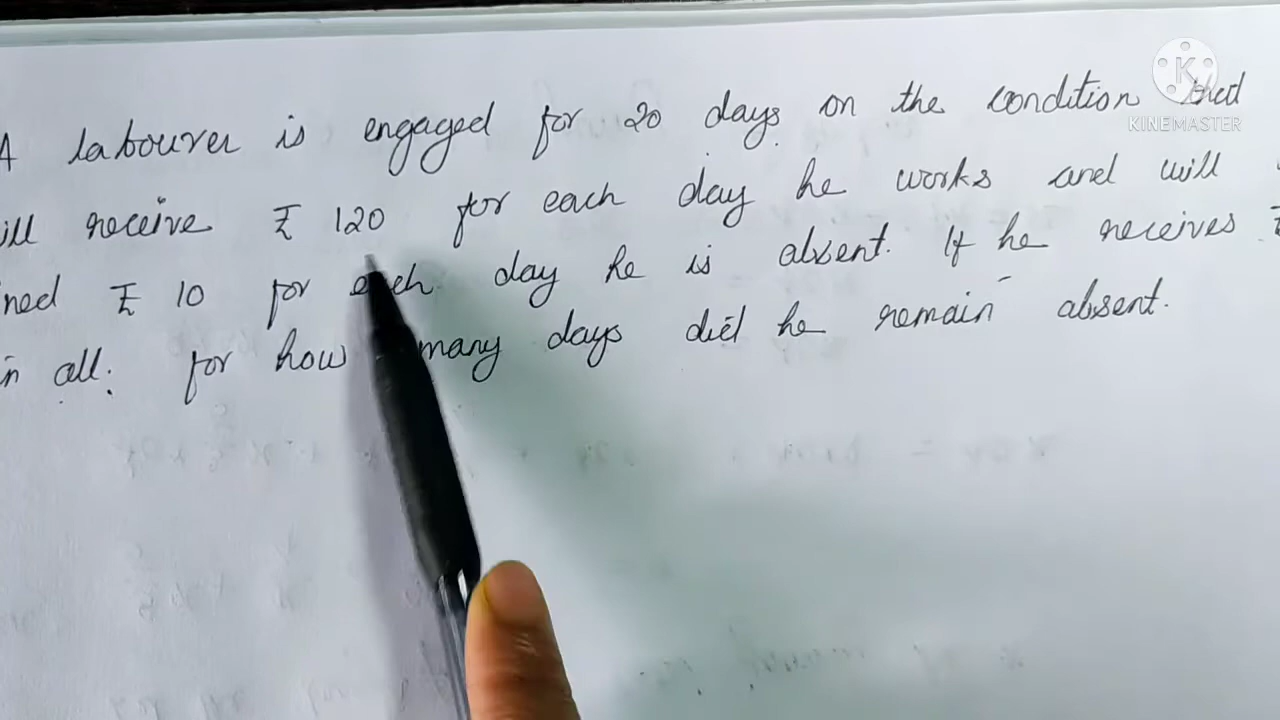 A labourer is engaged for 20 days on the condition that
ill receive ₹ 120 for each day he works and will
ned ₹ 10 for each day he is absent. If he receives ₹
in all. for how many days did he remain absent.
KINEMASTER